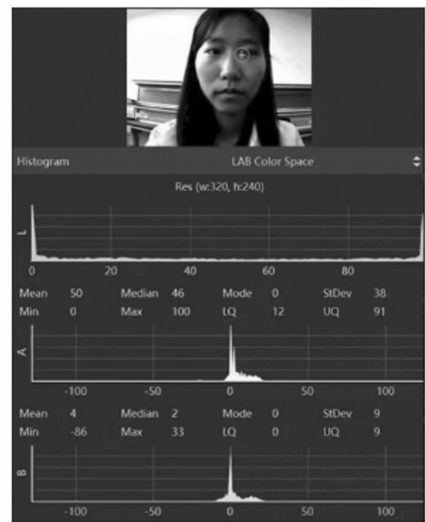 Histogram LAB Color Space
Res (w:320, h:240)
L
0 20 40 60 80
Mean 50 Median 46 Mode 0 StDev 38
Min 0 Max 100 LQ 12 UQ 91
A
-100 -50 0 50 100
Mean 4 Median 2 Mode 0 StDev 9
Min -86 Max 33 LQ 0 UQ 9
B
-100 -50 0 50 100